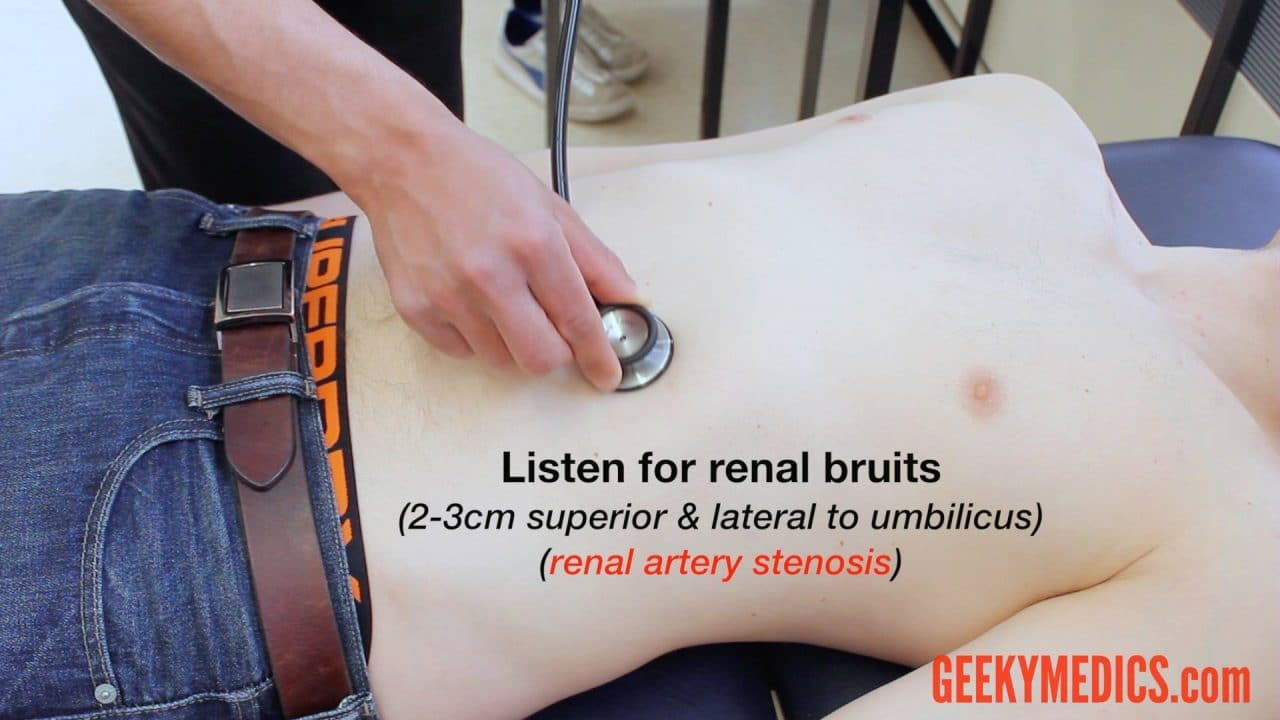 Listen for renal bruits
(2-3cm superior & lateral to umbilicus)
(renal artery stenosis)
GEEKYMEDICS.com